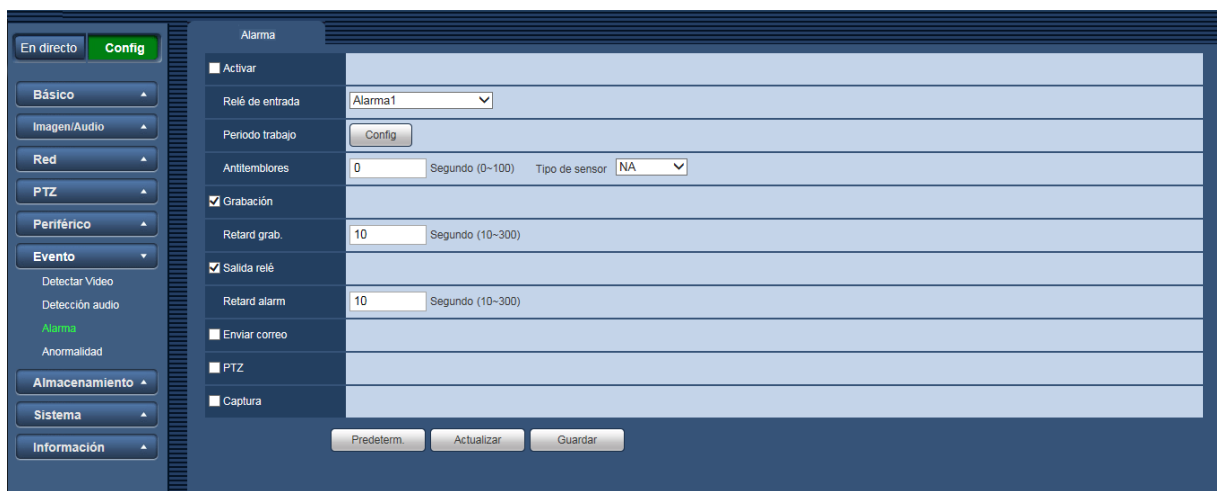 En directo Config
Básico
Imagen/Audio
Red
PTZ
Periférico
Evento
Detectar Video
Detección audio
Alarma
Anormalidad
Almacenamiento
Sistema
Información
Alarma
Activar
Relé de entrada Alarma1
Periodo trabajo Config
Antitemblores 0 Segundo (0~100) Tipo de sensor NA
Grabación
Retard grab. 10 Segundo (10~300)
Salida relé
Retard alarm 10 Segundo (10~300)
Enviar correo
PTZ
Captura
Predeterm. Actualizar Guardar